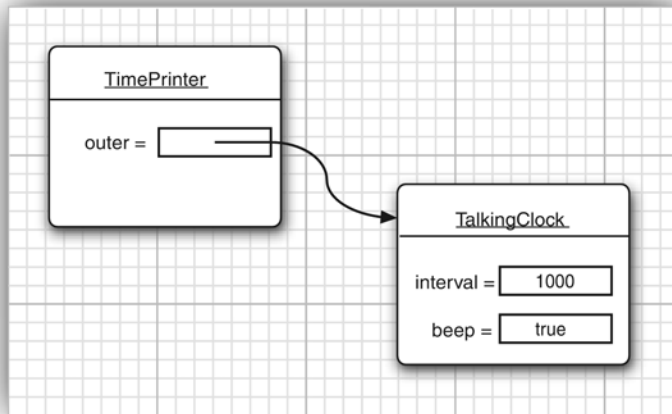 TimePrinter
outer =
TalkingClock
interval = 1000
beep = true